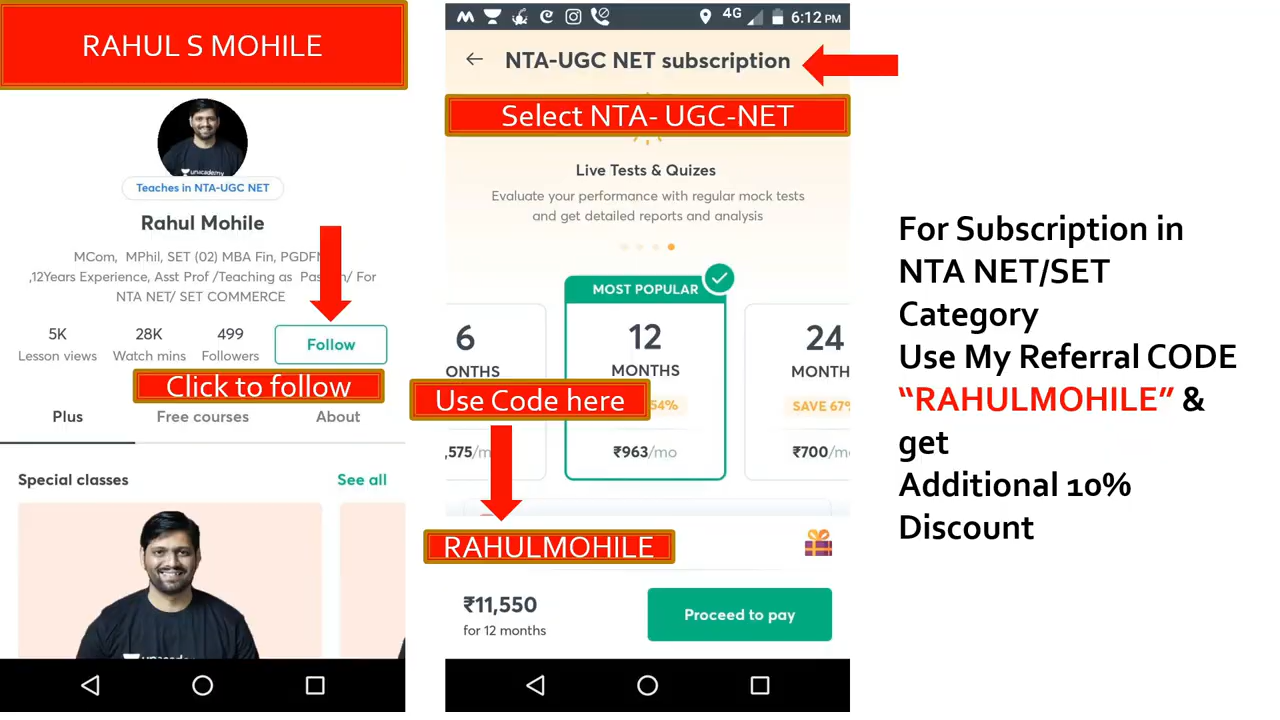 RAHUL S MOHILE
unacademy
Teaches in NTA-UGC NET
Rahul Mohile
MCom, MPhil, SET (02) MBA Fin,
,12Years Experience, Asst Prof /Teaching as / For
NTA NET/ SET COMMERCE
5K
28K
499
Follow
Lesson views
Watch mins
Followers
Click to follow
Plus
Free courses
About
Special classes
See all
4G
6:12 PM
NTA-UGC NET subscription
Select NTA- UGC-NET
Live Tests & Quizes
Evaluate your performance with regular mock tests
and get detailed reports and analysis
MOST POPULAR
6
12
24
ONTHS
MONTHS
MONTH
Use Code here
54%
SAVE 67%
,575/m
₹963/mo
₹700/mo
RAHULMOHILE
₹11,550
for 12 months
Proceed to pay
For Subscription in
NTA NET/SET
Category
Use My Referral CODE
“RAHULMOHILE” &
get
Additional 10%
Discount